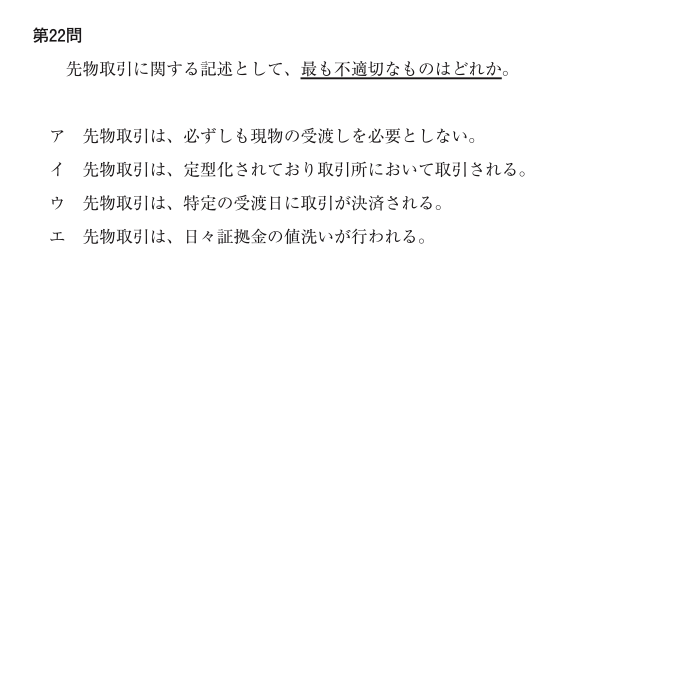 第22問
先物取引に関する記述として、最も不適切なものはどれか。
ア　先物取引は、必ずしも現物の受渡しを必要としない。
イ　先物取引は、定型化されており取引所において取引される。
ウ　先物取引は、特定の受渡日に取引が決済される。
エ　先物取引は、日々証拠金の値洗いが行われる。